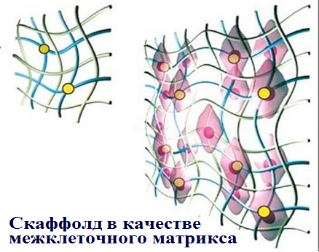 Скаффолд в качестве
межклеточного матрикса